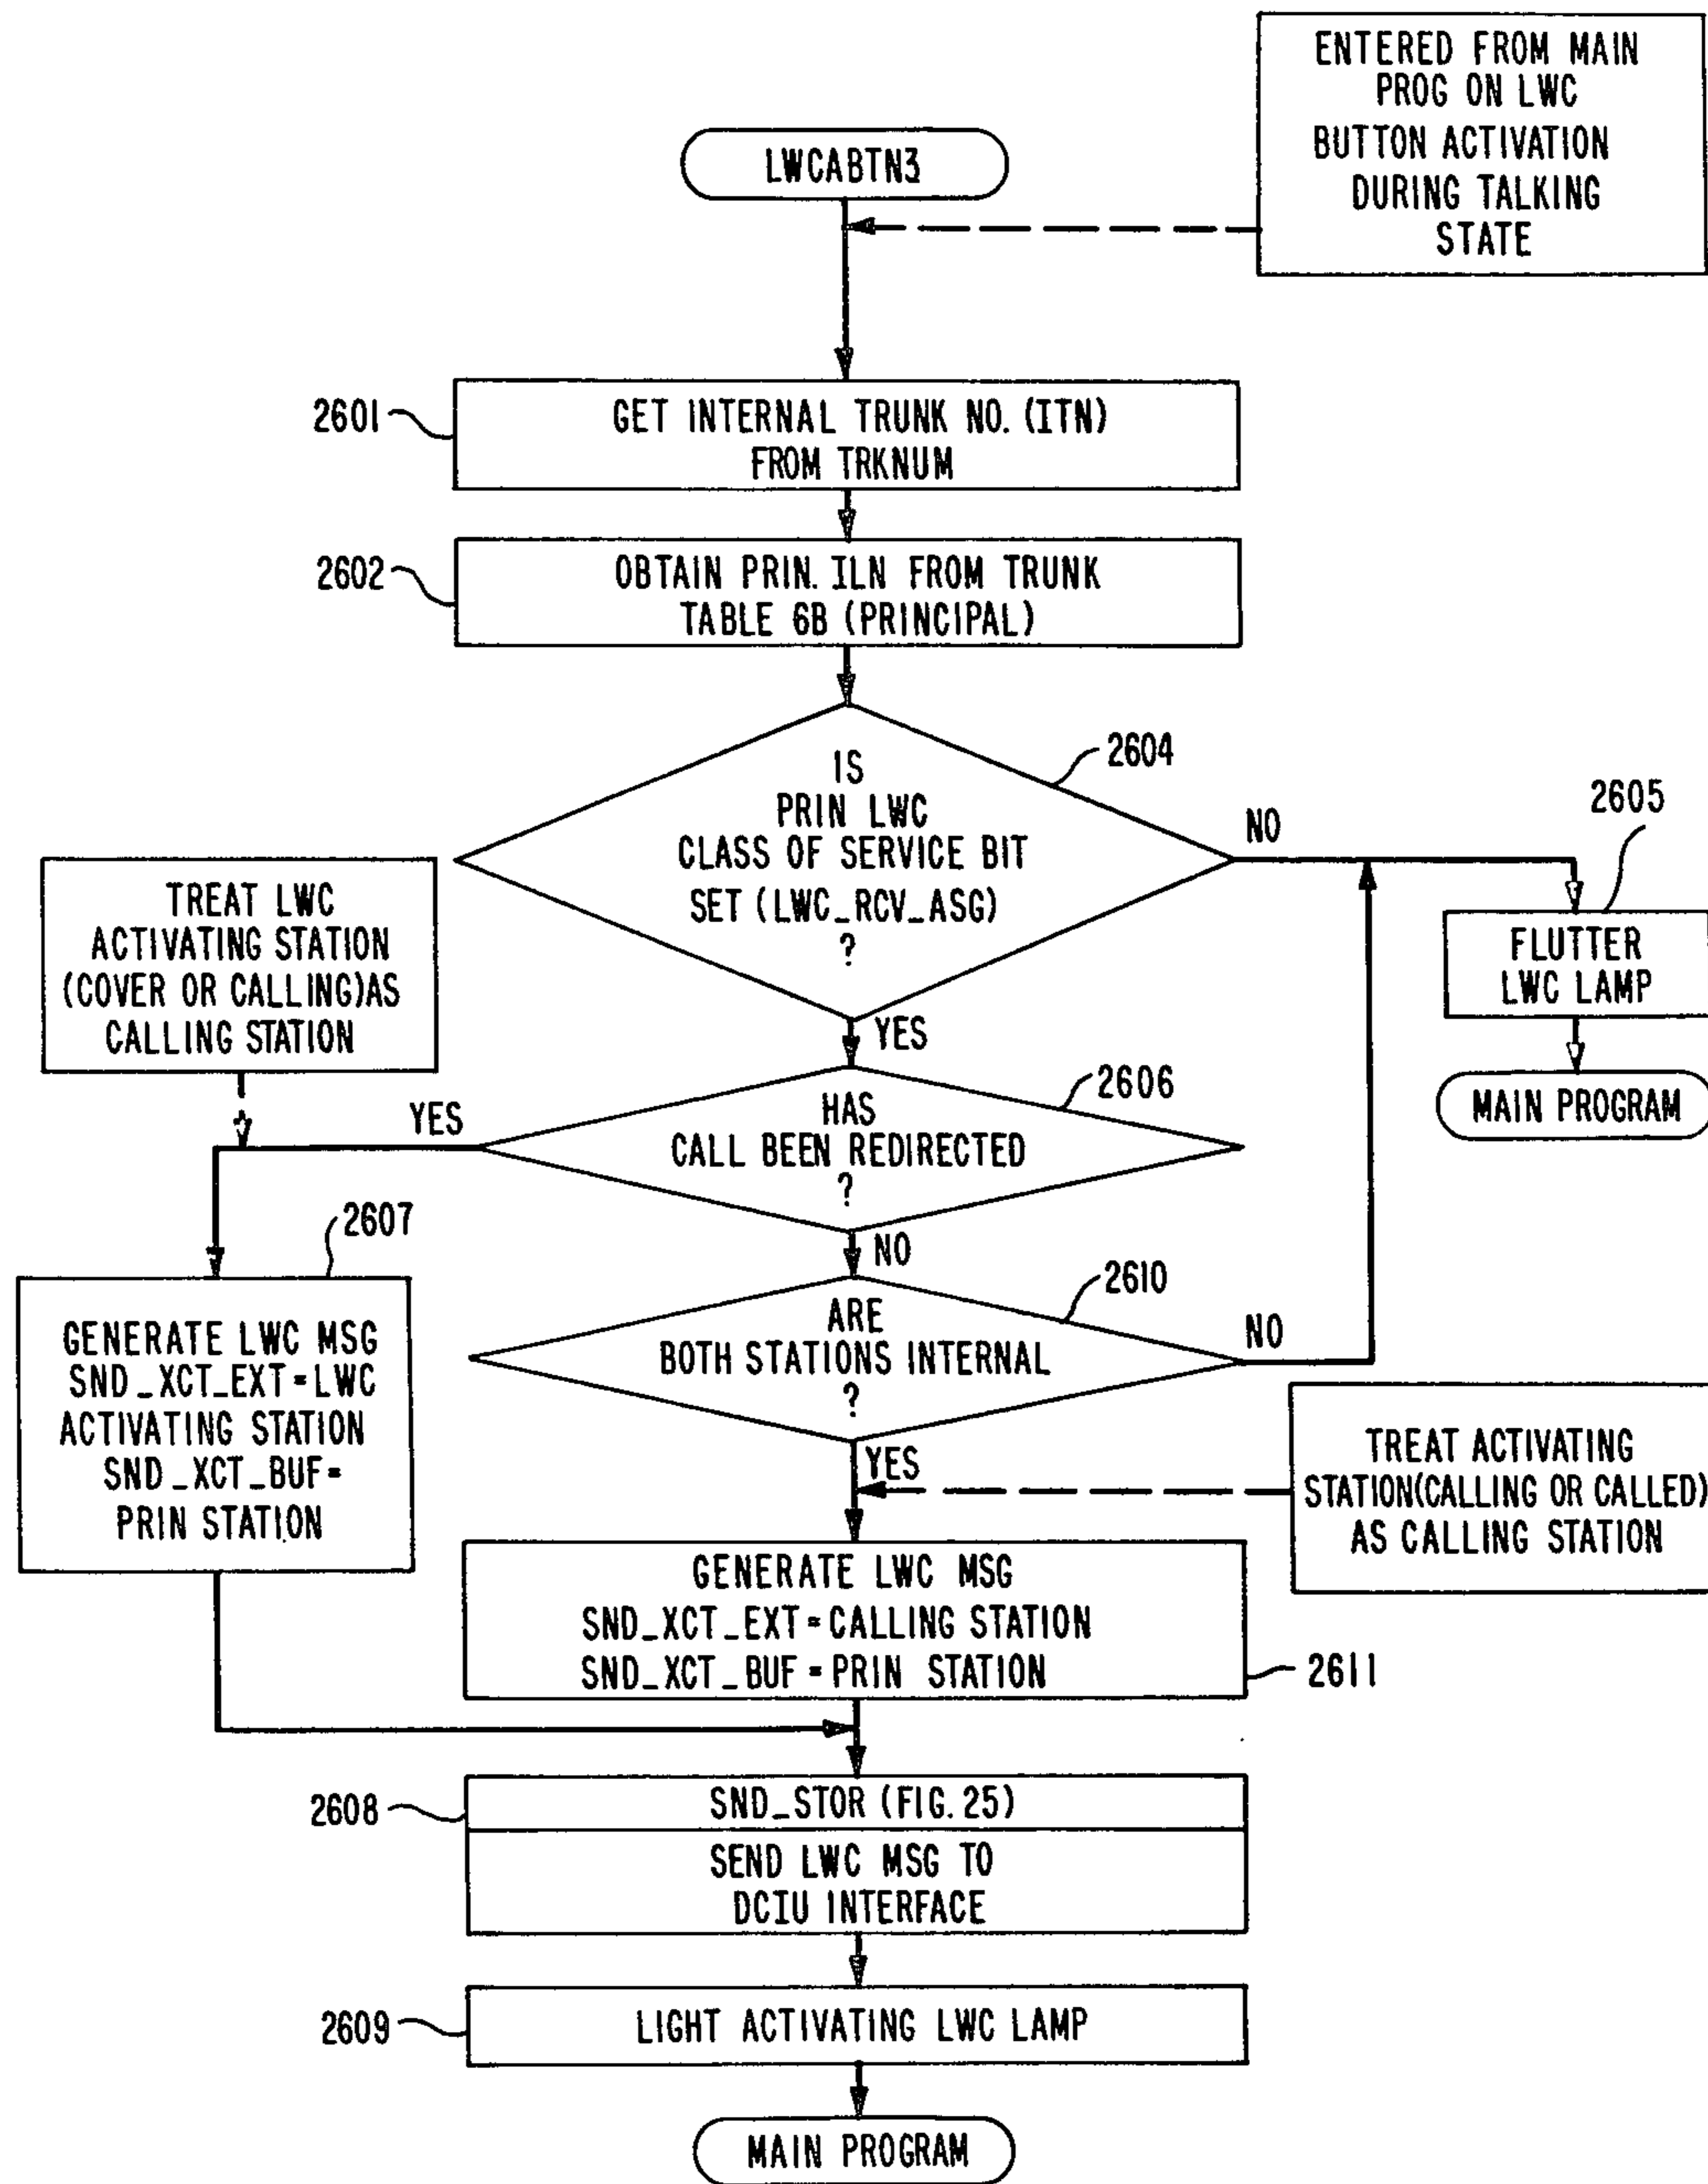 ENTERED FROM MAIN
PROG ON LWC
BUTTON ACTIVATION
DURING TALKING
STATE
LWCABTN3
2601
GET INTERNAL TRUNK NO. (ITN)
FROM TRKNUM
2602
OBTAIN PRIN. ILN FROM TRUNK
TABLE 6B (PRINCIPAL)
2604
IS
PRIN LWC
CLASS OF SERVICE BIT
SET (LWC_RCV_ASG)
?
NO
2605
FLUTTER
LWC LAMP
MAIN PROGRAM
TREAT LWC
ACTIVATING STATION
(COVER OR CALLING)AS
CALLING STATION
YES
2606
HAS
CALL BEEN REDIRECTED
?
YES
2607
GENERATE LWC MSG
SND_XCT_EXT=LWC
ACTIVATING STATION
SND_XCT_BUF=
PRIN STATION
NO
2610
ARE
BOTH STATIONS INTERNAL
?
NO
YES
TREAT ACTIVATING
STATION(CALLING OR CALLED)
AS CALLING STATION
GENERATE LWC MSG
SND_XCT_EXT=CALLING STATION
SND_XCT_BUF=PRIN STATION
2611
2608
SND_STOR (FIG. 25)
SEND LWC MSG TO
DCIU INTERFACE
2609
LIGHT ACTIVATING LWC LAMP
MAIN PROGRAM